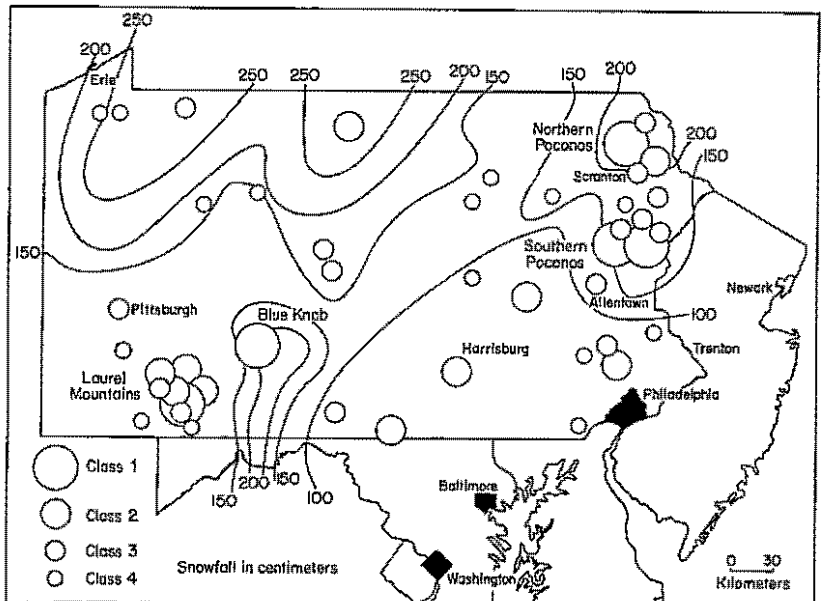 250
200
Erie
250
250
250
200
150
150
200
Northern
Poconos
200
Scranton
150
150
Southern
Poconos
Newark
Allentown
100
Pittsburgh
Blue Knob
Harrisburg
Trenton
Laurel
Mountains
Philadelphia
Class 1
150
200
150
100
Baltimore
Class 2
Class 3
Class 4
Snowfall in centimeters
Washington
0 30
Kilometers